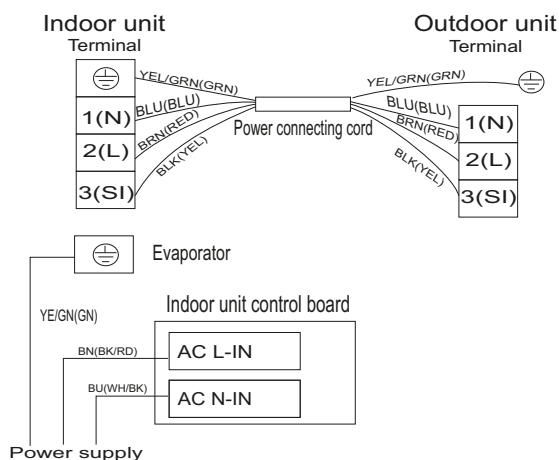 Indoor unit
Terminal
Outdoor unit
Terminal
YEL/GRN(GRN)
YEL/GRN(GRN)
1(N)
BLU(BLU)
BLU(BLU)
1(N)
Power connecting cord
2(L)
BRN(RED)
BRN(RED)
2(L)
3(SI)
BLK(YEL)
BLK(YEL)
3(SI)
Evaporator
YE/GN(GN)
Indoor unit control board
BN(BK/RD)
AC L-IN
BU(WH/BK)
AC N-IN
Power supply